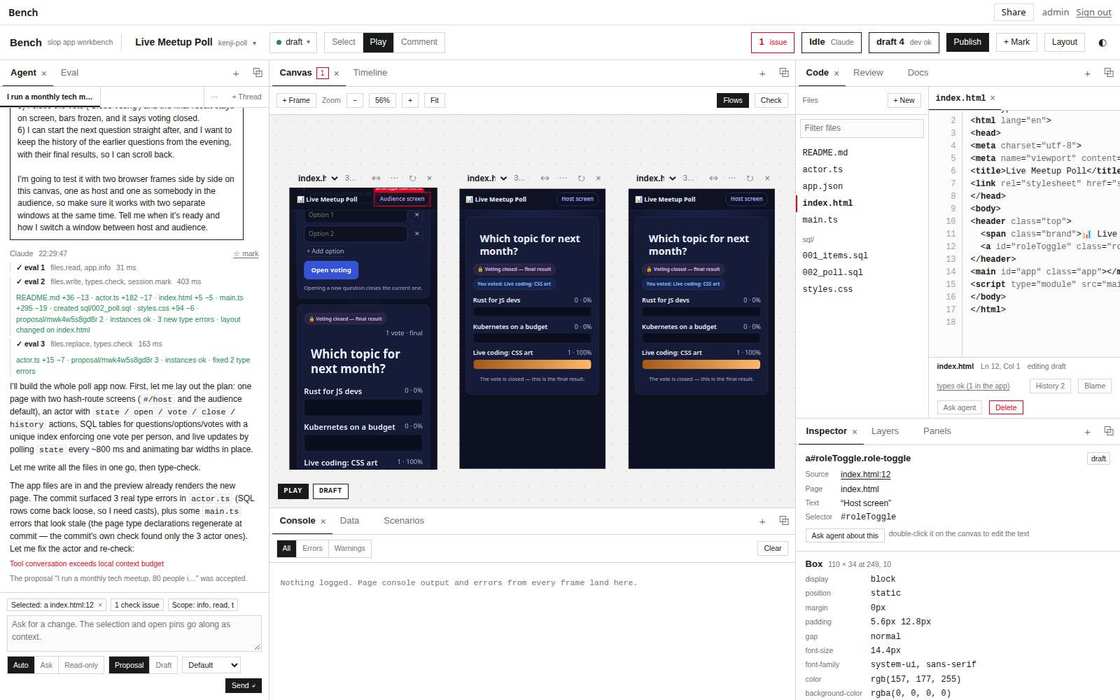 Bench
Share
admin
Sign out
Bench
slop app workbench
Live Meetup Poll
kenji-poll
draft
Select
Play
Comment
1 issue
Idle Claude
draft 4 dev ok
Publish
+ Mark
Layout
Agent ×
Eval
I run a monthly tech m…
+ Thread
on screen, bars frozen, and it says voting closed.
6) I can start the next question straight after, and I want to
keep the history of the earlier questions from the evening,
with their final results, so I can scroll back.
I'm going to test it with two browser frames side by side on
this canvas, one as host and one as somebody in the
audience, so make sure it works with two separate
windows at the same time. Tell me when it's ready and
how I switch a window between host and audience.
Claude 22:29:47
☆ mark
✓ eval 1 files.read, app.info 31 ms
✓ eval 2 files.write, types.check, session.mark 403 ms
README.md +36 −13 · actor.ts +182 −17 · index.html +5 −5 · main.ts
+295 −19 · created sql/002_poll.sql · styles.css +94 −6 ·
proposal/mwk4w5s8gd8r 2 · instances ok · 3 new type errors · layout
changed on index.html
✓ eval 3 files.replace, types.check 163 ms
actor.ts +15 −7 · proposal/mwk4w5s8gd8r 3 · instances ok · fixed 2 type
errors
I'll build the whole poll app now. First, let me lay out the plan: one
page with two hash-route screens ( #/host and the audience
default), an actor with state / open / vote / close /
history actions, SQL tables for questions/options/votes with a
unique index enforcing one vote per person, and live updates by
polling state every ~800 ms and animating bar widths in place.
Let me write all the files in one go, then type-check.
The app files are in and the preview already renders the new
page. The commit surfaced 3 real type errors in actor.ts (SQL
rows come back loose, so I need casts), plus some main.ts
errors that look stale (the page type declarations regenerate at
commit — the commit's own check found only the 3 actor ones).
Let me fix the actor and re-check:
Tool conversation exceeds local context budget
The proposal "I run a monthly tech meetup, 80 people i…" was accepted.
Selected: a index.html:12 ×
1 check issue
Scope: info, read, t
Ask for a change. The selection and open pins go along as
context.
Auto
Ask
Read-only
Proposal
Draft
Default
Send
Canvas 1 ×
Timeline
+ Frame
Zoom
−
56%
+
Fit
Flows
Check
index.h
3…
×
📊 Live Meetup Poll
Audience screen
Option 1 ×
Option 2 ×
+ Add option
Open voting
Opening a new question closes the current one.
🔒 Voting closed — final result
1 vote · final
Which topic for next
month?
Rust for JS devs 0 · 0%
Kubernetes on a budget 0 · 0%
Live coding: CSS art 1 · 100%
index.h
3…
×
📊 Live Meetup Poll
Host screen
Which topic for next
month?
🔒 Voting closed — final result
You voted: Live coding: CSS art
Rust for JS devs 0 · 0%
Kubernetes on a budget 0 · 0%
Live coding: CSS art 1 · 100%
The vote is closed — this is the final result.
index.h
3…
×
📊 Live Meetup Poll
Host screen
Which topic for next
month?
🔒 Voting closed — final result
You voted: Live coding: CSS art
Rust for JS devs 0 · 0%
Kubernetes on a budget 0 · 0%
Live coding: CSS art 1 · 100%
The vote is closed — this is the final result.
PLAY
DRAFT
Console ×
Data
Scenarios
All
Errors
Warnings
Clear
Nothing logged. Page console output and errors from every frame land here.
Code ×
Review
Docs
Files
+ New
Filter files
README.md
actor.ts
app.json
index.html
main.ts
sql/
001_items.sql
002_poll.sql
styles.css
index.html ×
2 <html lang="en">
3 <head>
4 <meta charset="utf-8">
5 <meta name="viewport" conten
6 <title>Live Meetup Poll</titl
7 <link rel="stylesheet" href="s
8 </head>
9 <body>
10 <header class="top">
11 <span class="brand">📊 Live
12 <a id="roleToggle" class="ro
13 </header>
14 <main id="app" class="app"></m
15 <script type="module" src="mai
16 </body>
17 </html>
18
index.html Ln 12, Col 1 editing draft
types ok (1 in the app)
History 2
Blame
Ask agent
Delete
Inspector ×
Layers
Panels
a#roleToggle.role-toggle
draft
Source index.html:12
Page index.html
Text "Host screen"
Selector #roleToggle
Ask agent about this
double-click it on the canvas to edit the text
Box 110 × 34 at 249, 10
display block
position static
margin 0px
padding 5.6px 12.8px
gap normal
font-size 14.4px
font-family system-ui, sans-serif
color rgb(157, 177, 255)
background-color rgba(0, 0, 0, 0)